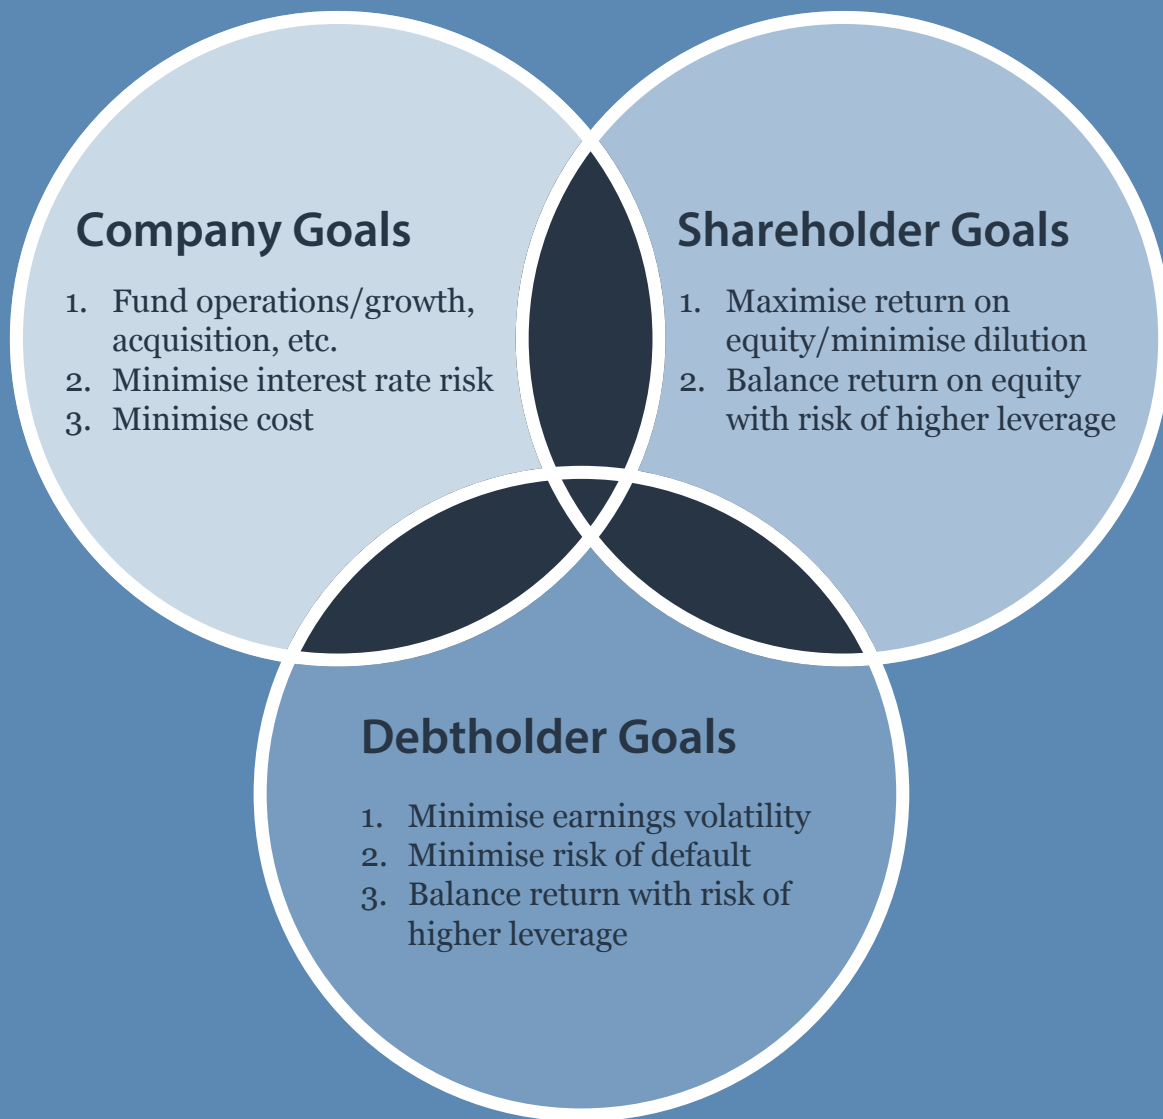 Company Goals
1. Fund operations/growth,
acquisition, etc.
2. Minimise interest rate risk
3. Minimise cost
Shareholder Goals
1. Maximise return on
equity/minimise dilution
2. Balance return on equity
with risk of higher leverage
Debtholder Goals
1. Minimise earnings volatility
2. Minimise risk of default
3. Balance return with risk of
higher leverage